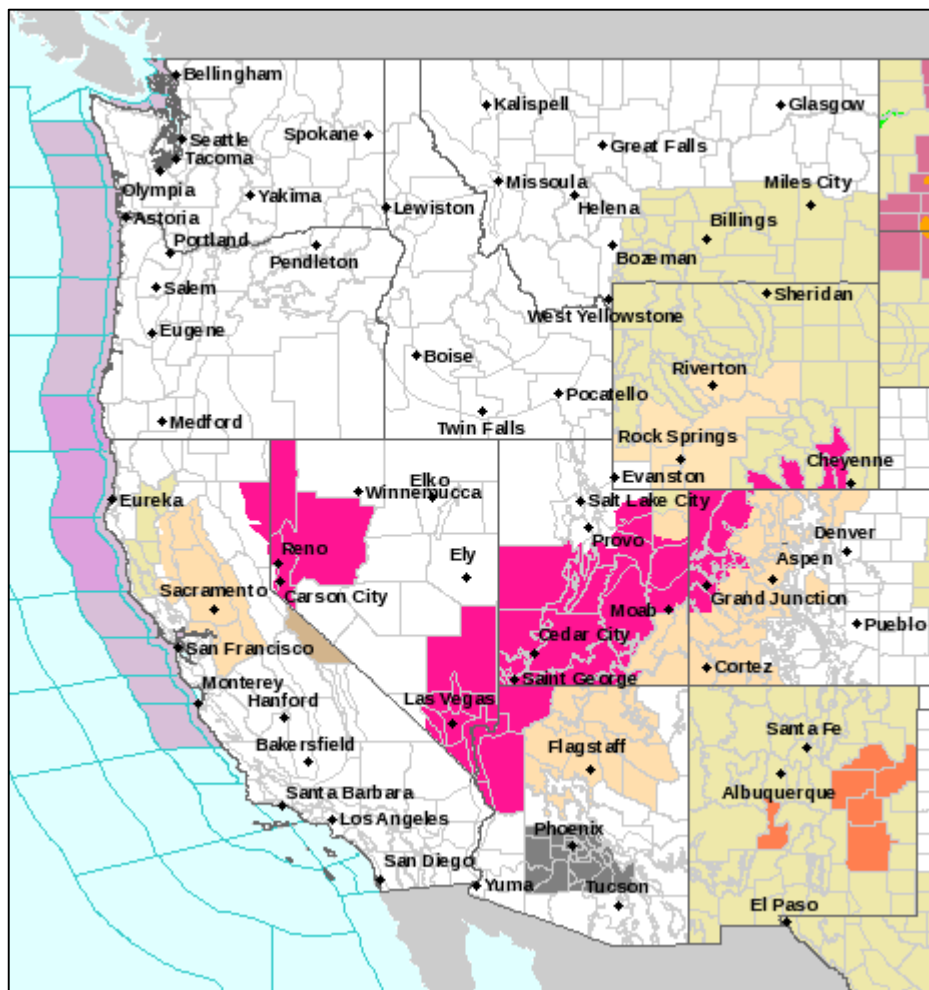 Bellingham
Kalispell
Glasgow
Seattle
Spokane
Great Falls
Tacoma
Olympia
Yakima
Missoula
Helena
Miles City
Astoria
Lewiston
Billings
Portland
Pendleton
Bozeman
Salem
Sheridan
West Yellowstone
Eugene
Boise
Riverton
Pocatello
Medford
Twin Falls
Rock Springs
Cheyenne
Evanston
Eureka
Elko
Winnemucca
Salt Lake City
Provo
Denver
Reno
Ely
Aspen
Sacramento
Carson City
Grand Junction
Moab
Pueblo
San Francisco
Cedar City
Cortez
Monterey
Saint George
Hanford
Las Vegas
Bakersfield
Flagstaff
Santa Fe
Albuquerque
Santa Barbara
Los Angeles
Phoenix
San Diego
Yuma
Tucson
El Paso